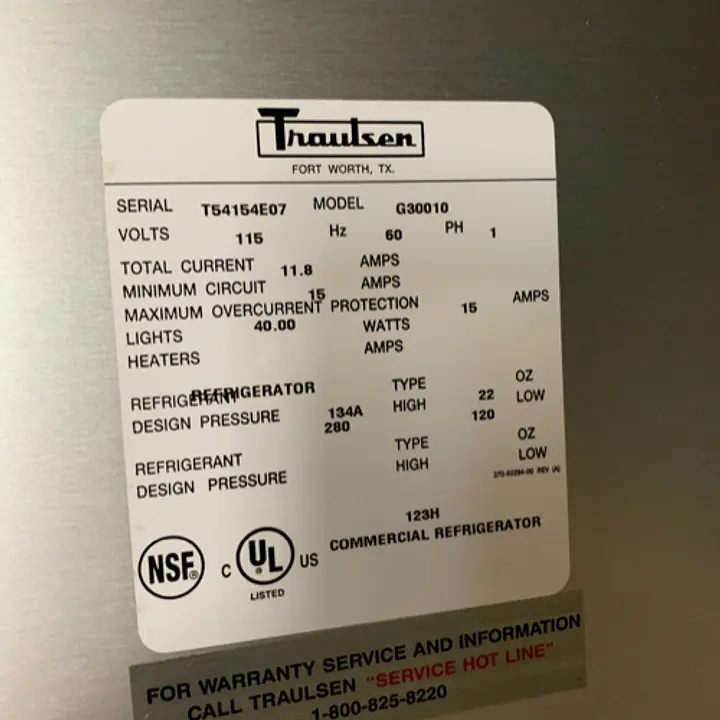 Traulsen
FORT WORTH, TX.
SERIAL T54154E07 MODEL G30010
VOLTS 115 Hz 60 PH 1
TOTAL CURRENT 11.8 AMPS
MINIMUM CIRCUIT 15 AMPS
MAXIMUM OVERCURRENT PROTECTION 15 AMPS
LIGHTS 40.00 WATTS
HEATERS AMPS
REFRIGERATOR
REFRIGERANT 134A TYPE 22 OZ
DESIGN PRESSURE 280 HIGH 120 LOW
REFRIGERANT TYPE OZ
DESIGN PRESSURE HIGH LOW
123H
COMMERCIAL REFRIGERATOR
NSF®
C UL® US
LISTED
FOR WARRANTY SERVICE AND INFORMATION
CALL TRAULSEN "SERVICE HOT LINE"
1-800-825-8220